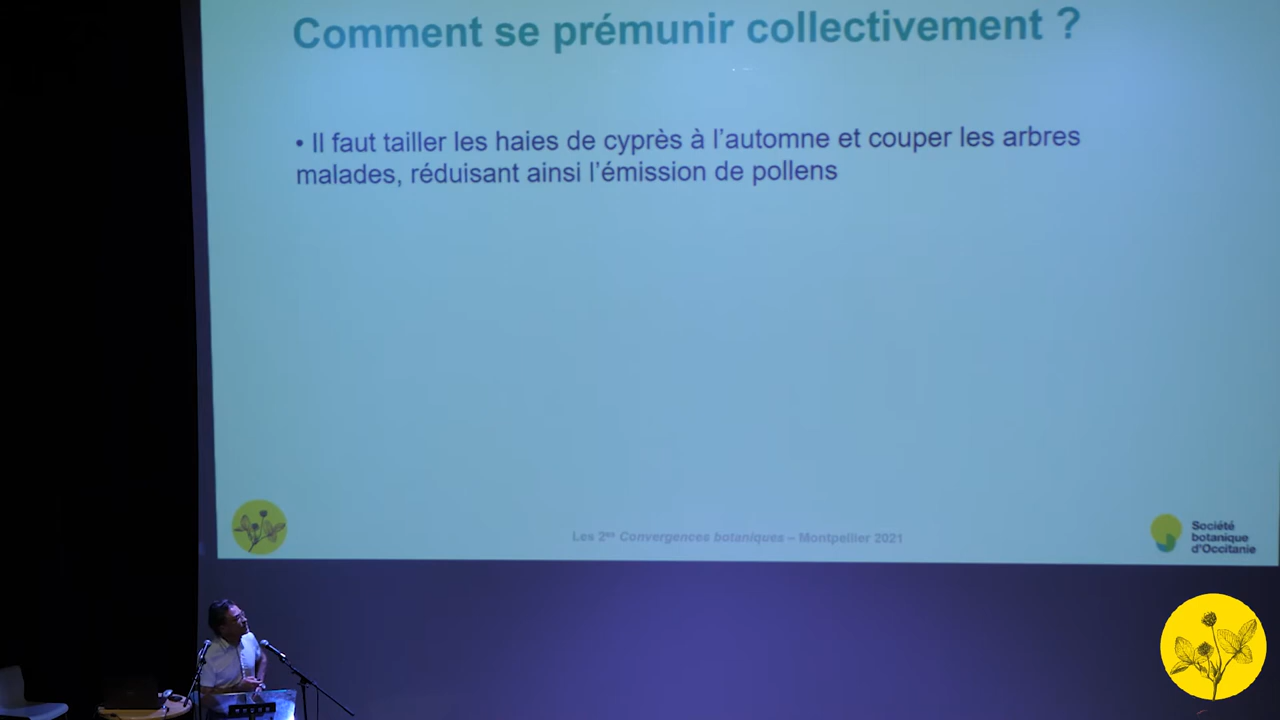 Comment se prémunir collectivement ?
• Il faut tailler les haies de cyprès à l’automne et couper les arbres
malades, réduisant ainsi l’émission de pollens
Les 2es Convergences botaniques – Montpellier 2021
Société
botanique
d’Occitanie